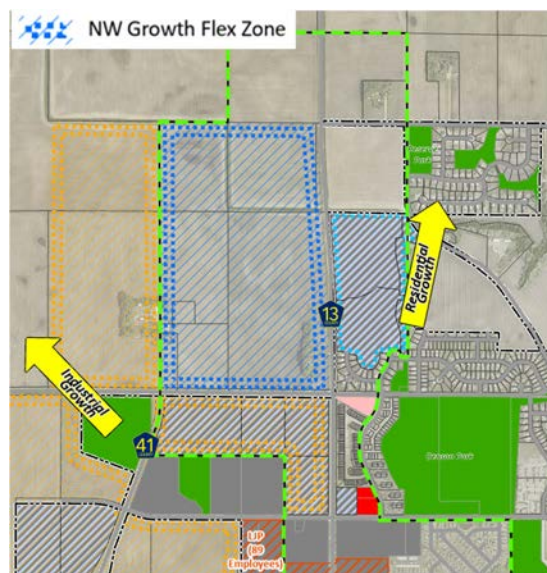 NW Growth Flex Zone
Residential
Growth
13
Industrial
Growth
41
UP
(89
Employees)